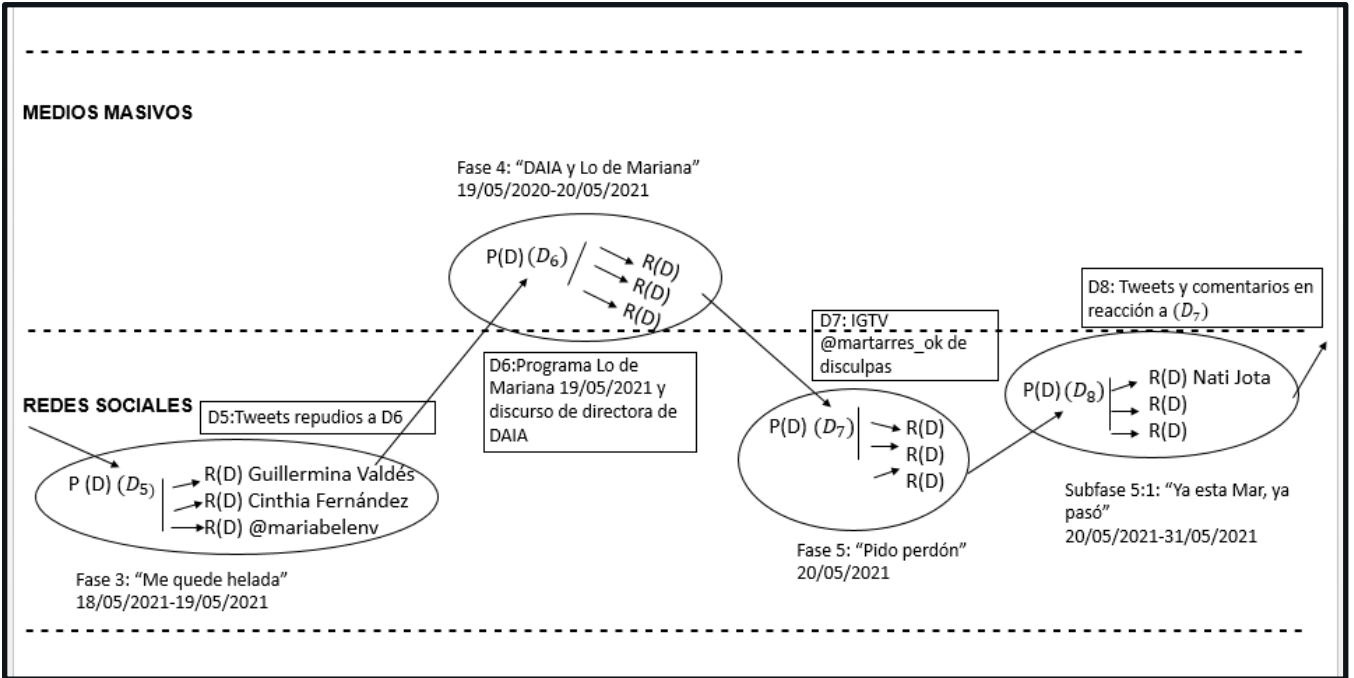 MEDIOS MASIVOS
Fase 4: “DAIA y Lo de Mariana”
19/05/2020-20/05/2021
P(D) (D₆)
R(D)
R(D)
R(D)
D8: Tweets y comentarios en
reacción a (D₇)
D7: IGTV
@martarres_ok de
disculpas
D6:Programa Lo de
Mariana 19/05/2021 y
discurso de directora de
DAIA
REDES SOCIALES
D5:Tweets repudios a D6
P (D) (D₅)
R(D) Guillermina Valdés
R(D) Cinthia Fernández
R(D) @mariabelenv
Fase 3: “Me quede helada”
18/05/2021-19/05/2021
P(D) (D₇)
R(D)
R(D)
R(D)
Fase 5: “Pido perdón”
20/05/2021
P(D) (D₈)
R(D) Nati Jota
R(D)
R(D)
Subfase 5:1: “Ya esta Mar, ya
pasó”
20/05/2021-31/05/2021